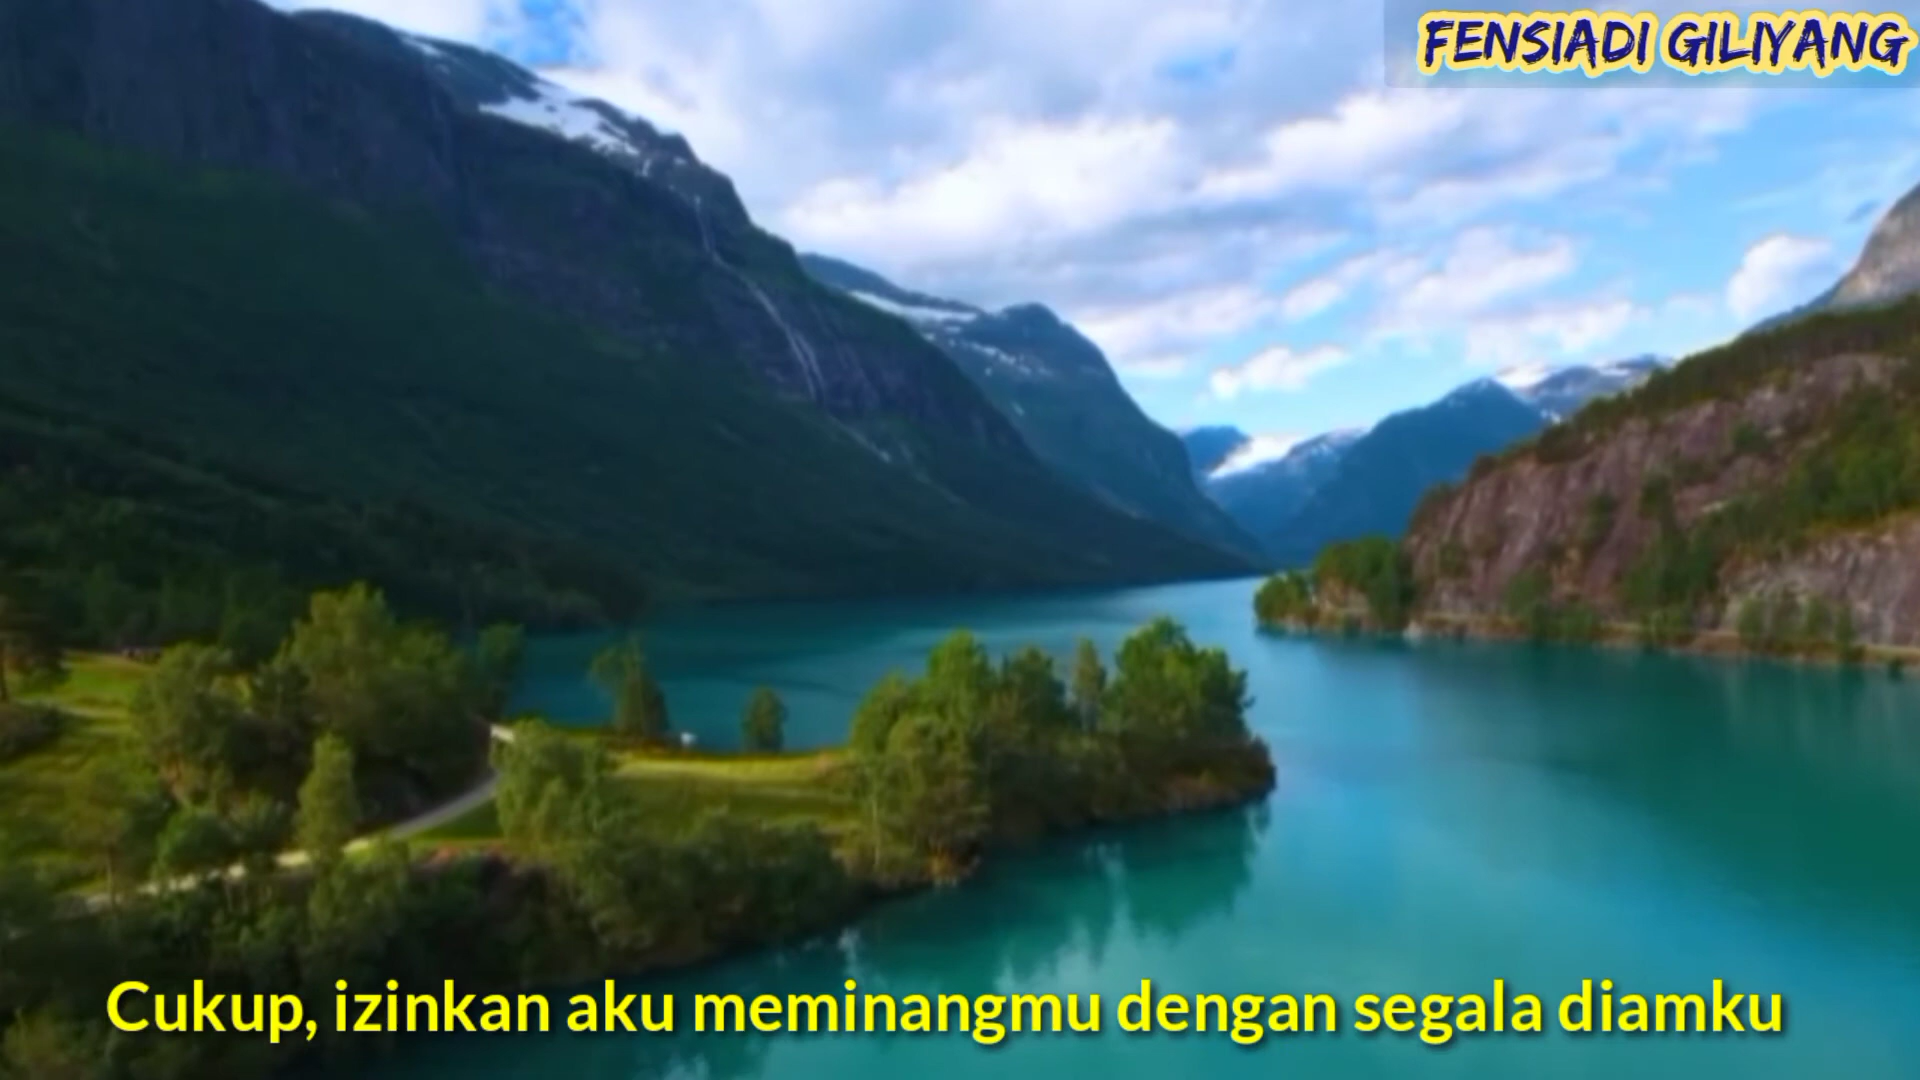 FENSIADI GILIYANG
Cukup, izinkan aku meminangmu dengan segala diamku